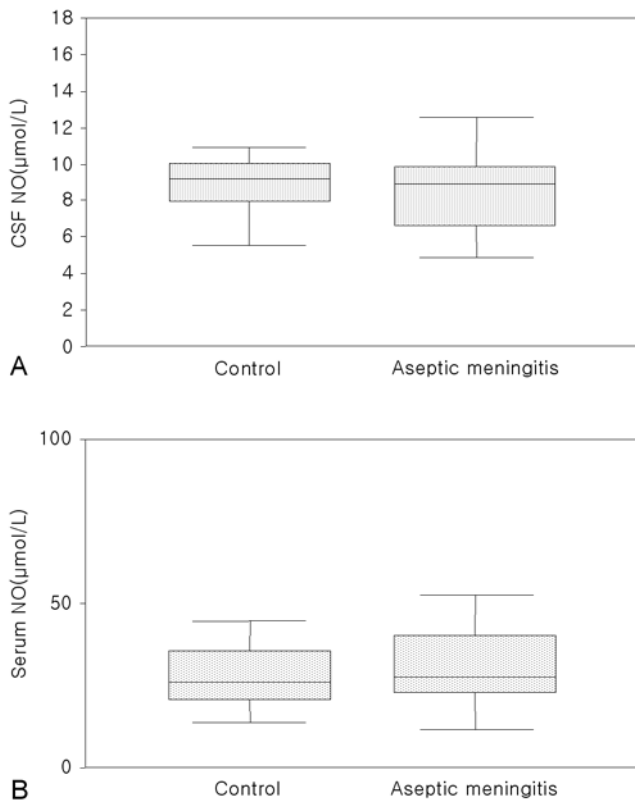 18
16
14
12
10
8
6
4
2
0
CSF NO(μmol/L)
Control Aseptic meningitis
A
100
50
0
Serum NO(μmol/L)
Control Aseptic meningitis
B